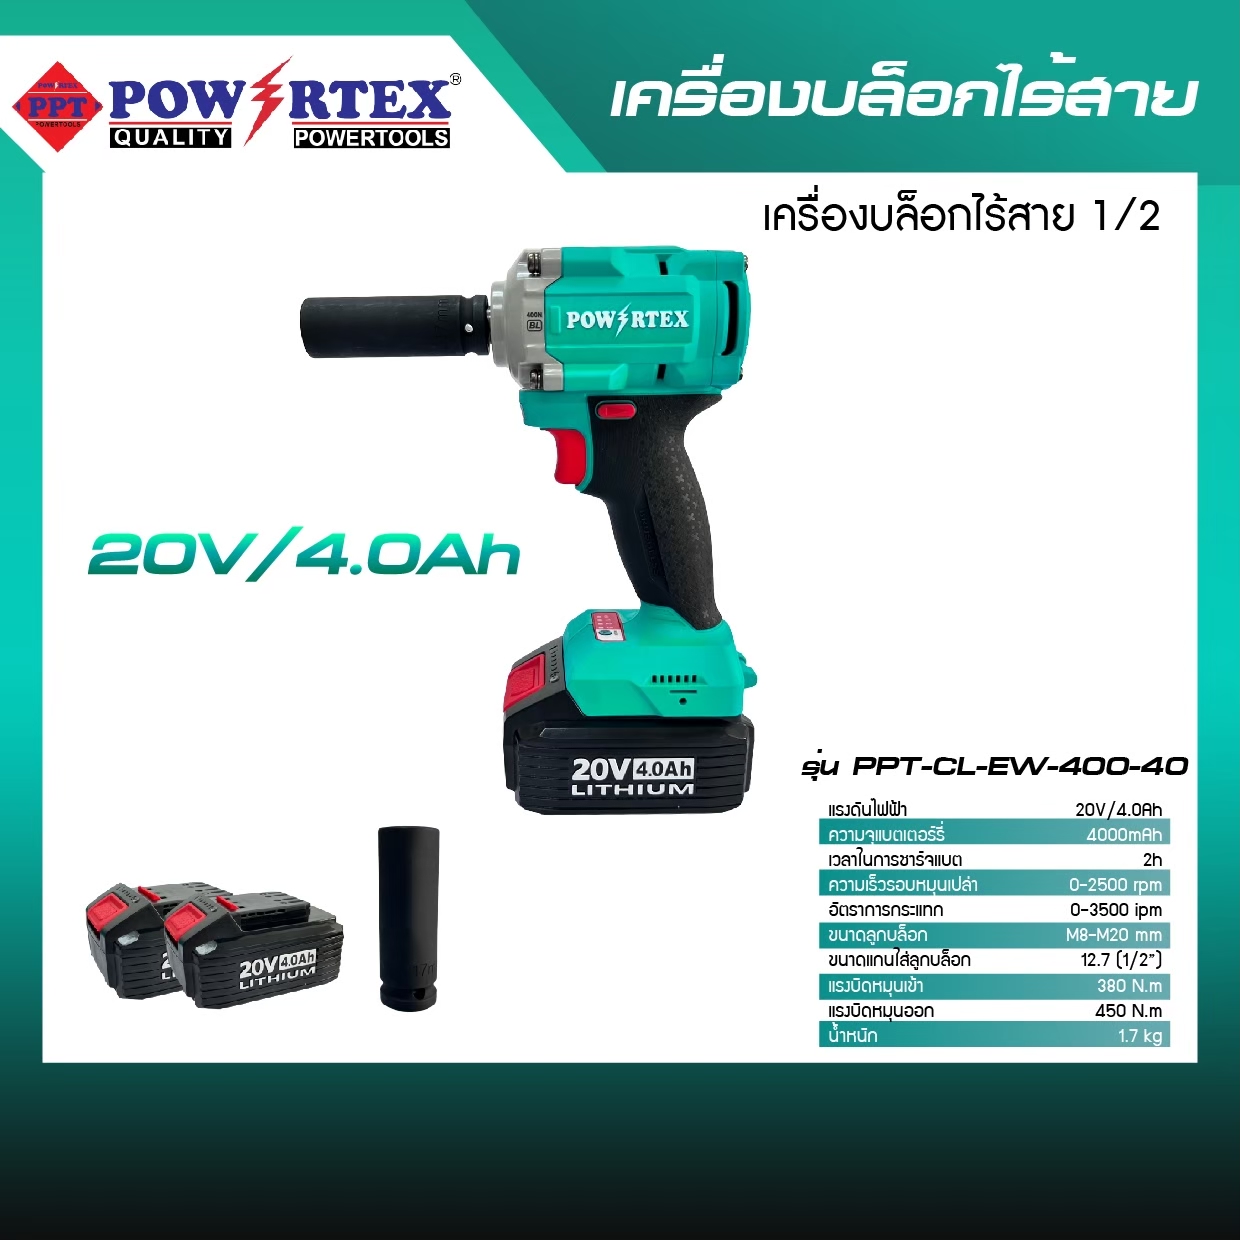 POWERTEX
PPT
POWERTOOLS
POWERTEX®
QUALITY POWERTOOLS
เครื่องบล็อกไร้สาย
เครื่องบล็อกไร้สาย 1/2
400N
BL
POWERTEX
20V/4.0Ah
20V 4.0Ah
LITHIUM
รุ่น PPT-CL-EW-400-40
แรงดันไฟฟ้า 20V/4.0Ah
ความจุแบตเตอร์รี่ 4000mAh
เวลาในการชาร์จแบต 2h
ความเร็วรอบหมุนเปล่า 0-2500 rpm
อัตราการกระแทก 0-3500 ipm
ขนาดลูกบล็อก M8-M20 mm
ขนาดแกนใส่ลูกบล็อก 12.7 (1/2”)
แรงบิดหมุนเข้า 380 N.m
แรงบิดหมุนออก 450 N.m
น้ำหนัก 1.7 kg
20V 4.0Ah
LITHIUM